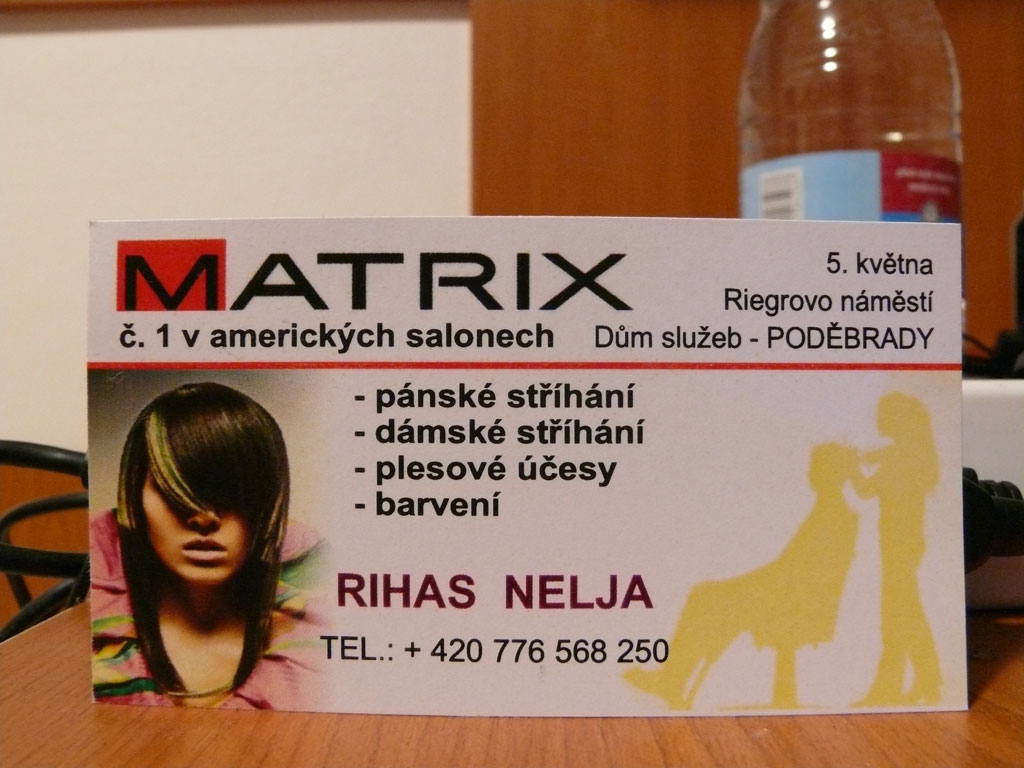 MATRIX
č. 1 v amerických salonech
5. května
Riegrovo náměstí
Dům služeb - PODĚBRADY
- pánské stříhání
- dámské stříhání
- plesové účesy
- barvení
RIHAS NELJA
TEL.: + 420 776 568 250